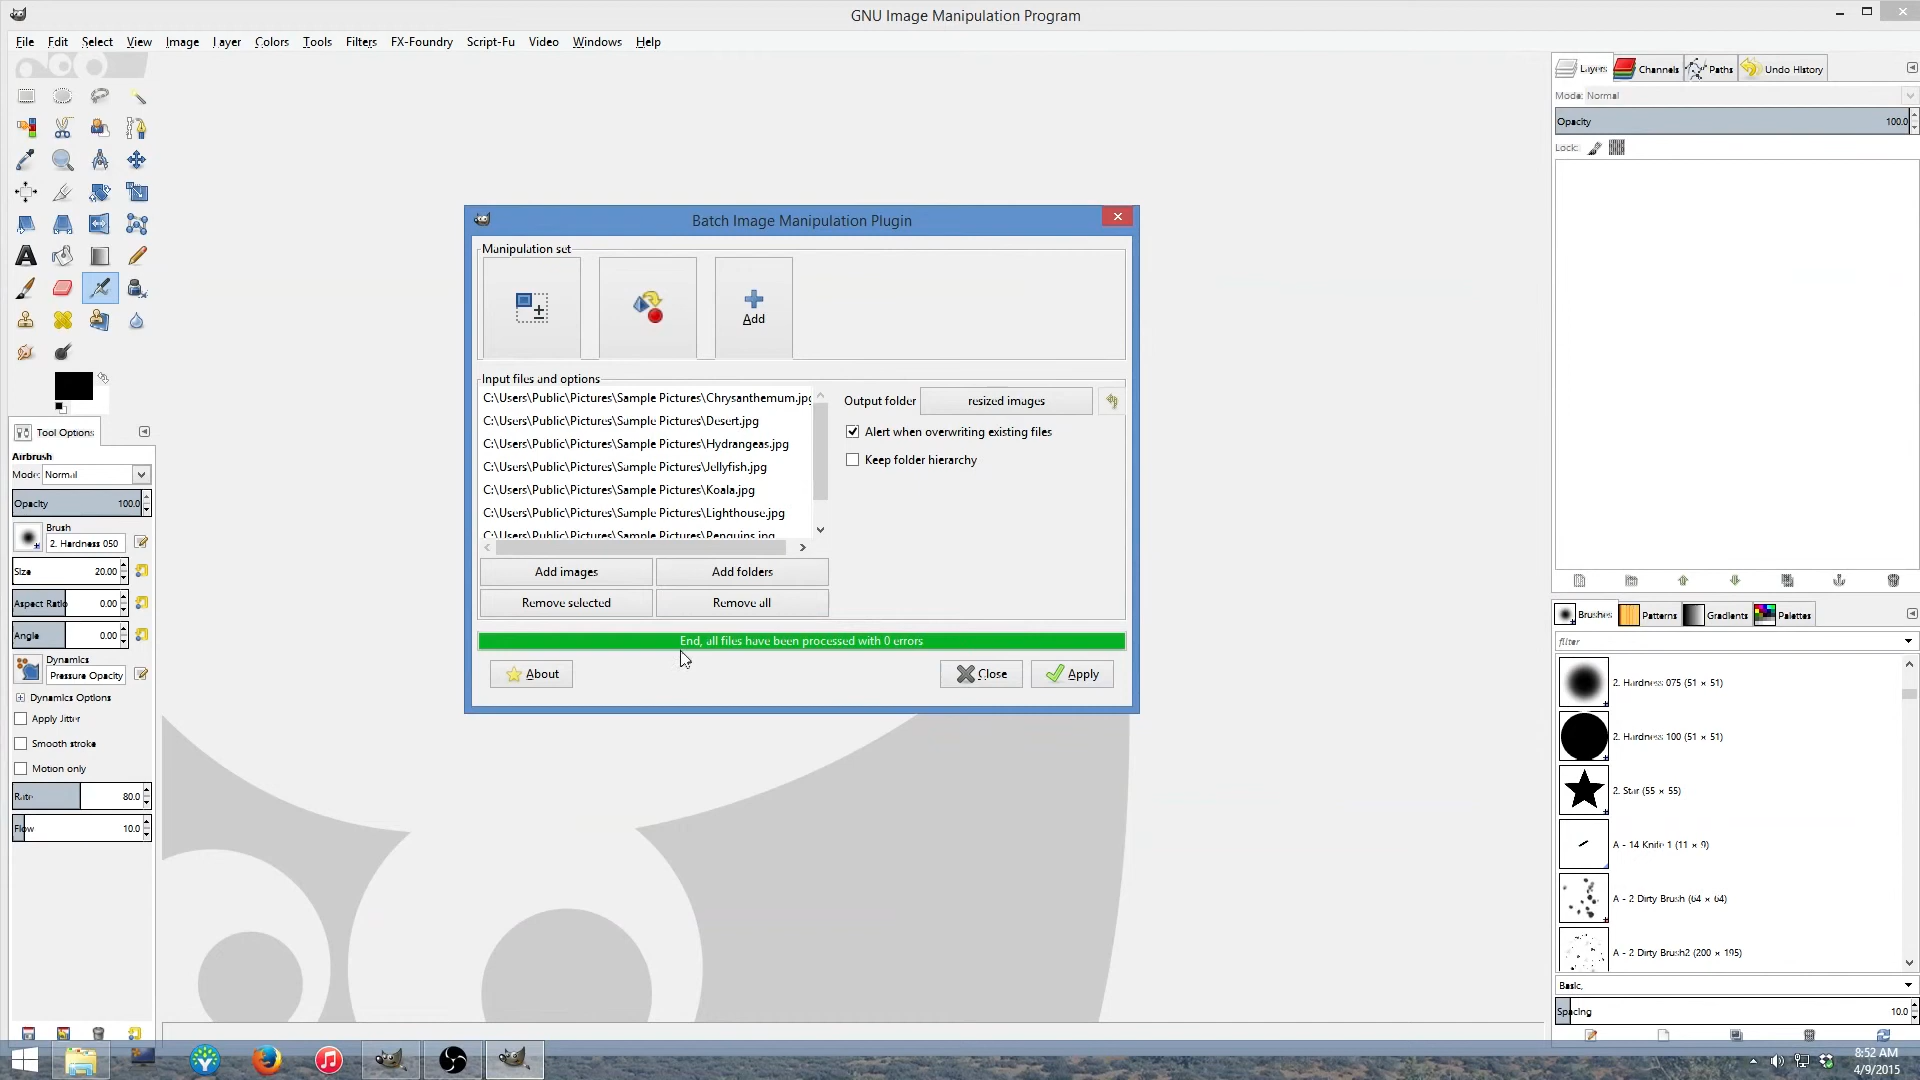 GNU Image Manipulation Program
File Edit Select View Image Layer Colors Tools Filters FX-Foundry Script-Fu Video Windows Help
Layers Channels Paths Undo History
Mode: Normal
Opacity 100.0
Lock:
Batch Image Manipulation Plugin
Manipulation set
Add
Input files and options
C:\Users\Public\Pictures\Sample Pictures\Chrysanthemum.jpg
C:\Users\Public\Pictures\Sample Pictures\Desert.jpg
C:\Users\Public\Pictures\Sample Pictures\Hydrangeas.jpg
C:\Users\Public\Pictures\Sample Pictures\Jellyfish.jpg
C:\Users\Public\Pictures\Sample Pictures\Koala.jpg
C:\Users\Public\Pictures\Sample Pictures\Lighthouse.jpg
C:\Users\Public\Pictures\Sample Pictures\Penguins.jpg
Output folder resized images
Alert when overwriting existing files
Keep folder hierarchy
Add images Add folders
Remove selected Remove all
End, all files have been processed with 0 errors
About Close Apply
Tool Options
Airbrush
Mode: Normal
Opacity 100.0
Brush
2. Hardness 050
Size 20.00
Aspect Ratio 0.00
Angle 0.00
Dynamics
Pressure Opacity
Dynamics Options
Apply Jitter
Smooth stroke
Motion only
Rate 80.0
Flow 10.0
Brushes Patterns Gradients Palettes
filter
2. Hardness 075 (51 × 51)
2. Hardness 100 (51 × 51)
2. Star (55 × 55)
A - 14 Knife 1 (11 × 9)
A - 2 Dirty Brush (64 × 64)
A - 2 Dirty Brush2 (200 × 195)
Basic,
Spacing 10.0
8:52 AM
4/9/2015